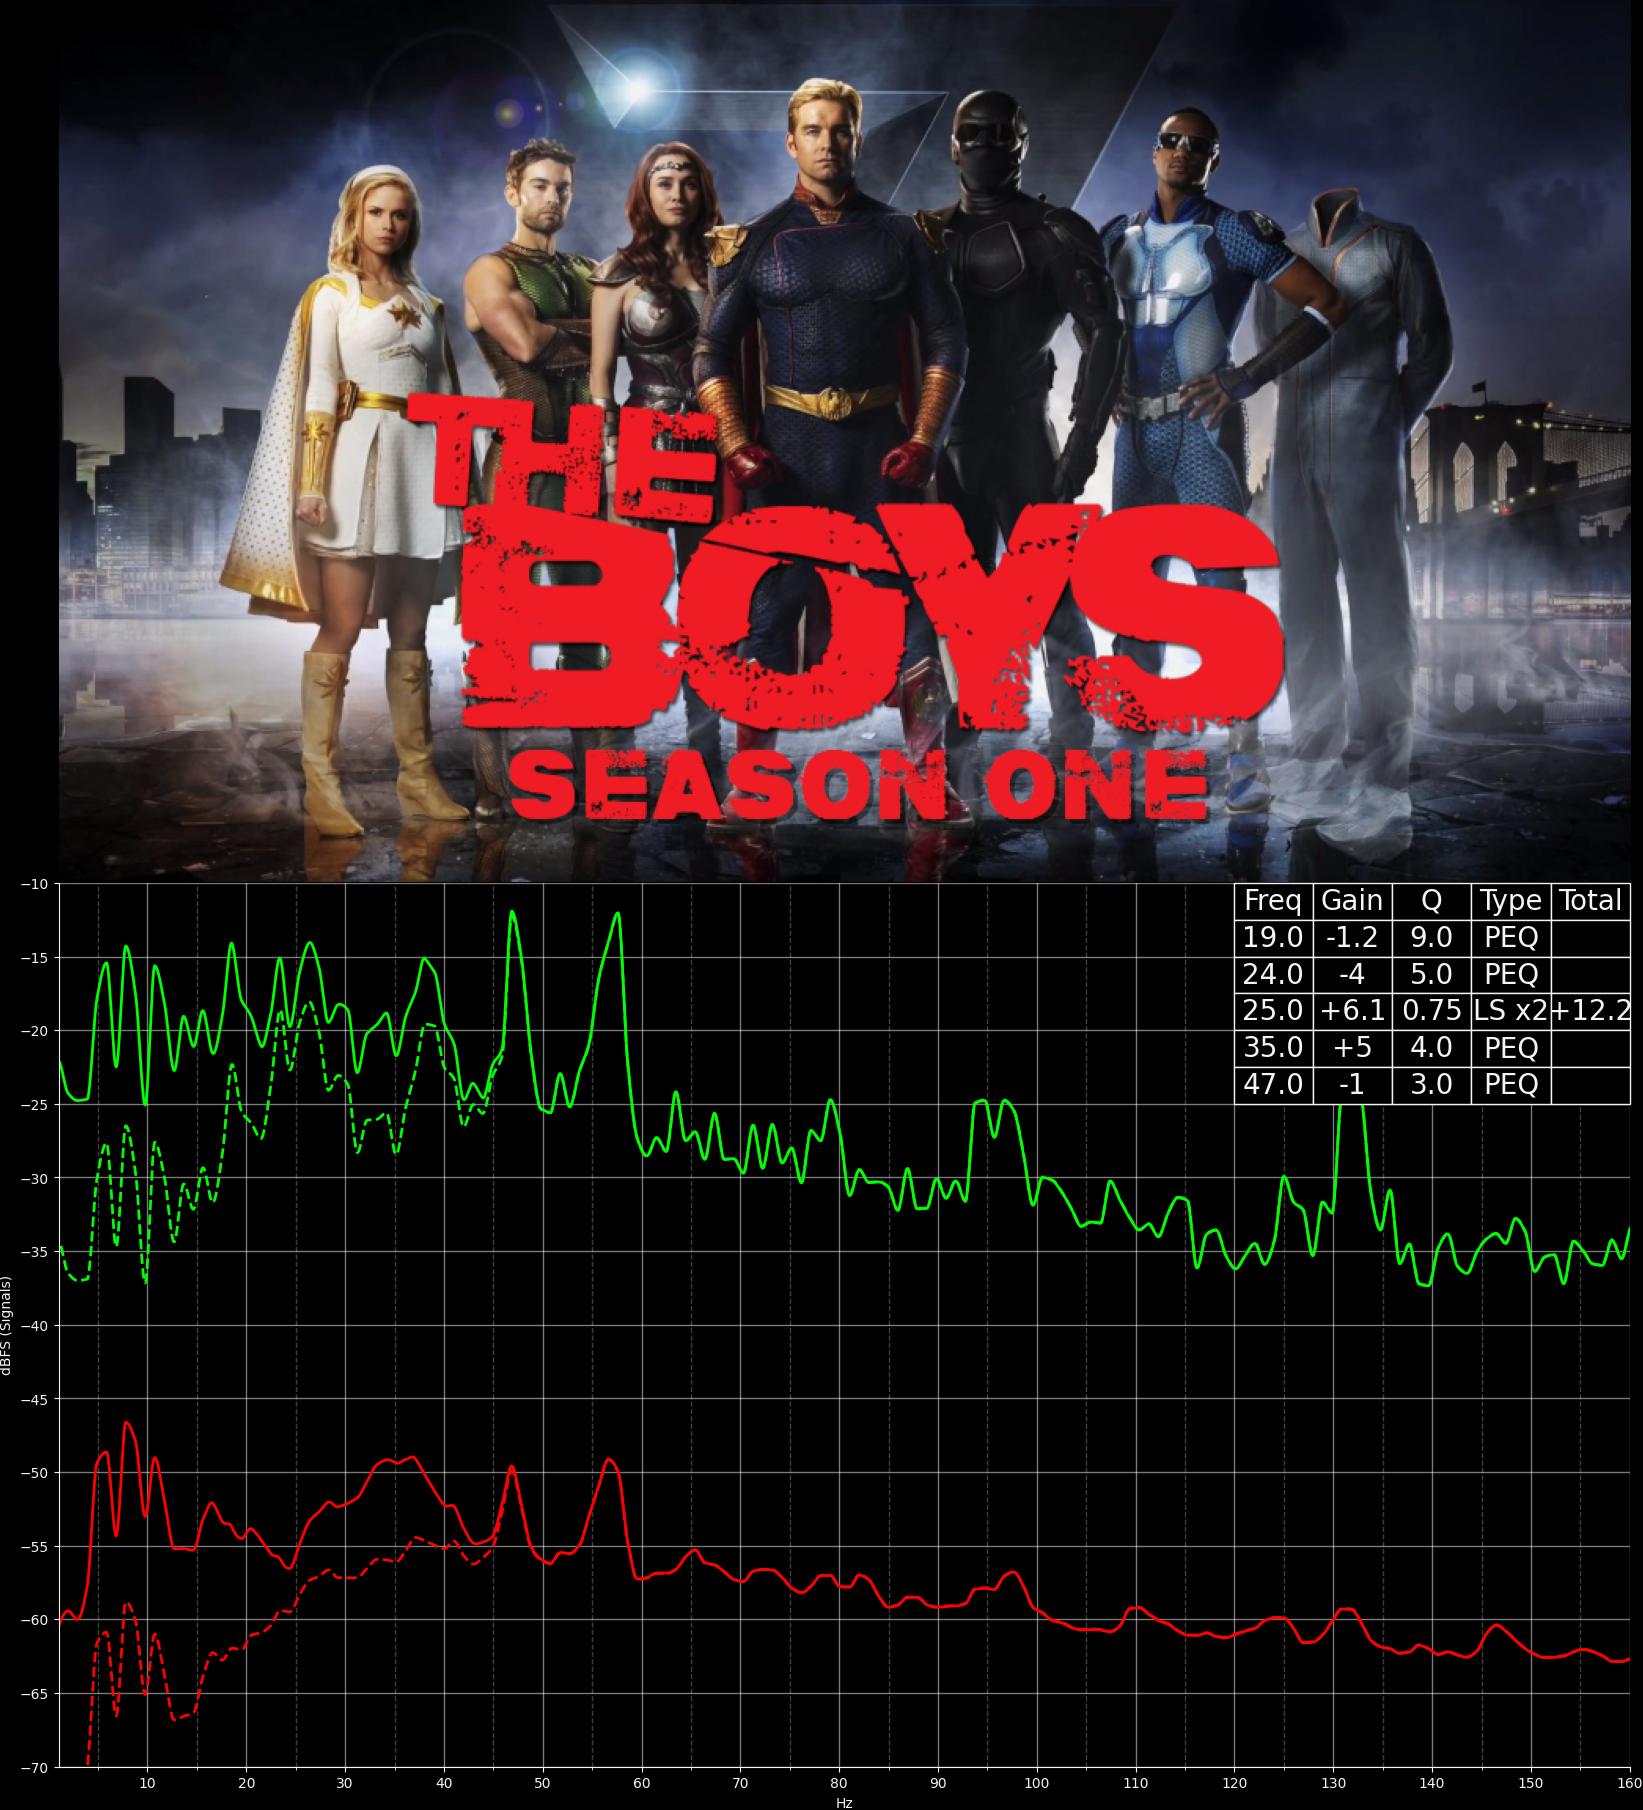 THE
BOYS
SEASON ONE
−10
−15
−20
−25
−30
−35
−40
−45
−50
−55
−60
−65
−70
dBFS (Signals)
Freq Gain Q Type Total
19.0 -1.2 9.0 PEQ
24.0 -4 5.0 PEQ
25.0 +6.1 0.75 LS x2 +12.2
35.0 +5 4.0 PEQ
47.0 -1 3.0 PEQ
10 20 30 40 50 60 70 80 90 100 110 120 130 140 150 160
Hz